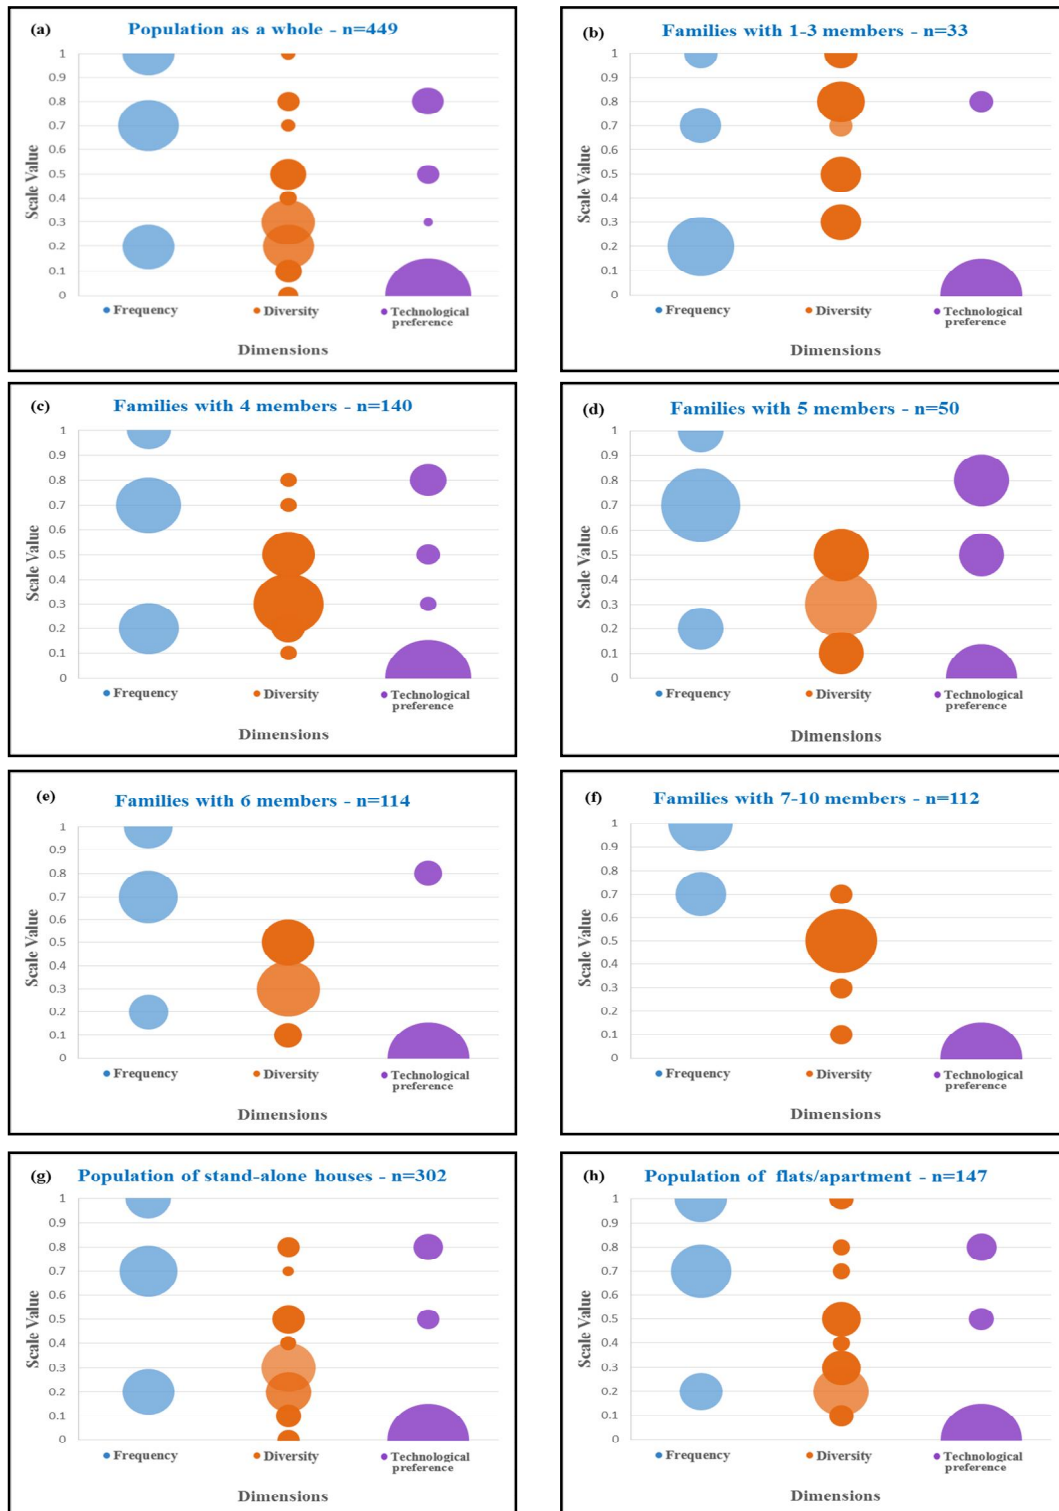 (a) Population as a whole - n=449
1
0.9
0.8
0.7
0.6
0.5
0.4
0.3
0.2
0.1
0
Scale Value
Frequency Diversity Technological
preference
Dimensions
(b) Families with 1-3 members - n=33
1
0.9
0.8
0.7
0.6
0.5
0.4
0.3
0.2
0.1
0
Scale Value
Frequency Diversity Technological
preference
Dimensions
(c) Families with 4 members - n=140
1
0.9
0.8
0.7
0.6
0.5
0.4
0.3
0.2
0.1
0
Scale Value
Frequency Diversity Technological
preference
Dimensions
(d) Families with 5 members - n=50
1
0.9
0.8
0.7
0.6
0.5
0.4
0.3
0.2
0.1
0
Scale Value
Frequency Diversity Technological
preference
Dimensions
(e) Families with 6 members - n=114
1
0.9
0.8
0.7
0.6
0.5
0.4
0.3
0.2
0.1
0
Scale Value
Frequency Diversity Technological
preference
Dimensions
(f) Families with 7-10 members - n=112
1
0.9
0.8
0.7
0.6
0.5
0.4
0.3
0.2
0.1
0
Scale Value
Frequency Diversity Technological
preference
Dimensions
(g) Population of stand-alone houses - n=302
1
0.9
0.8
0.7
0.6
0.5
0.4
0.3
0.2
0.1
0
Scale Value
Frequency Diversity Technological
preference
Dimensions
(h) Population of flats/apartment - n=147
1
0.9
0.8
0.7
0.6
0.5
0.4
0.3
0.2
0.1
0
Scale Value
Frequency Diversity Technological
preference
Dimensions